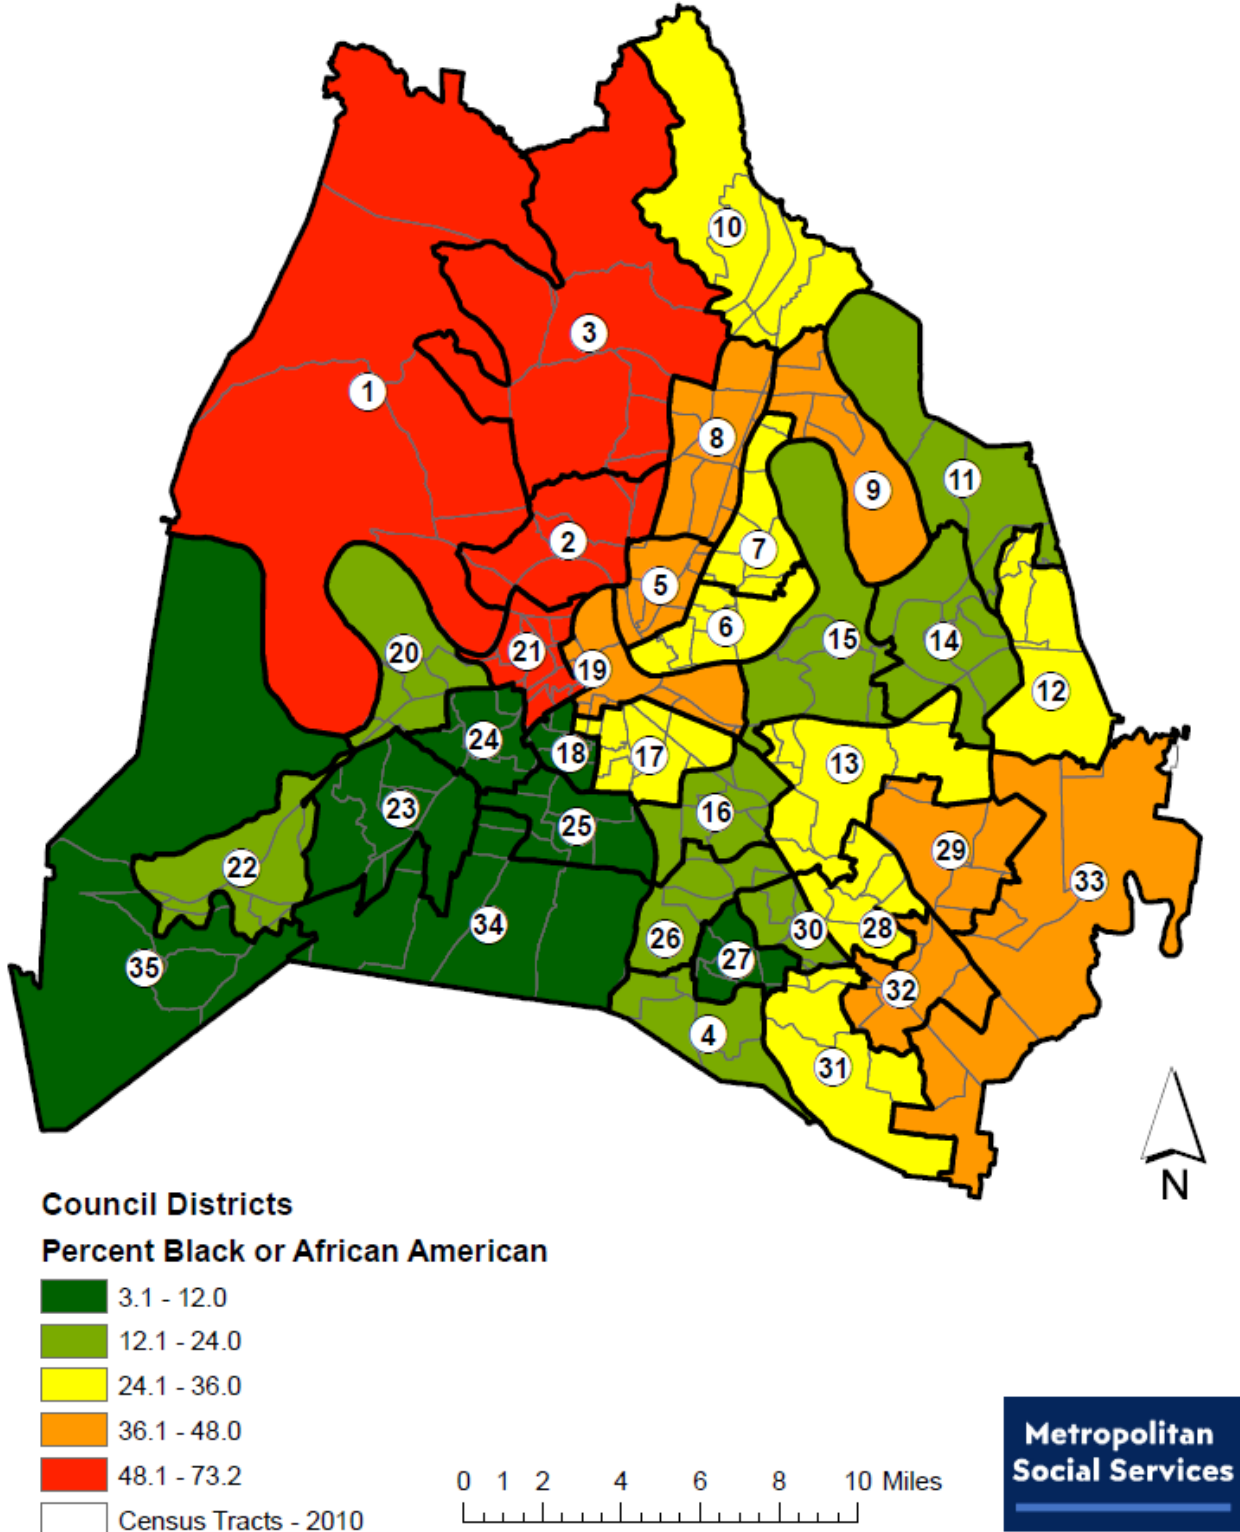 10
3
1
8
9
11
2
7
5
6
15
14
21
20
19
12
24
18
17
13
23
25
16
29
22
33
34
26
30
28
27
35
32
4
31
N
Council Districts
Percent Black or African American
3.1 - 12.0
12.1 - 24.0
24.1 - 36.0
36.1 - 48.0
48.1 - 73.2
Census Tracts - 2010
0 1 2 4 6 8 10 Miles
Metropolitan
Social Services